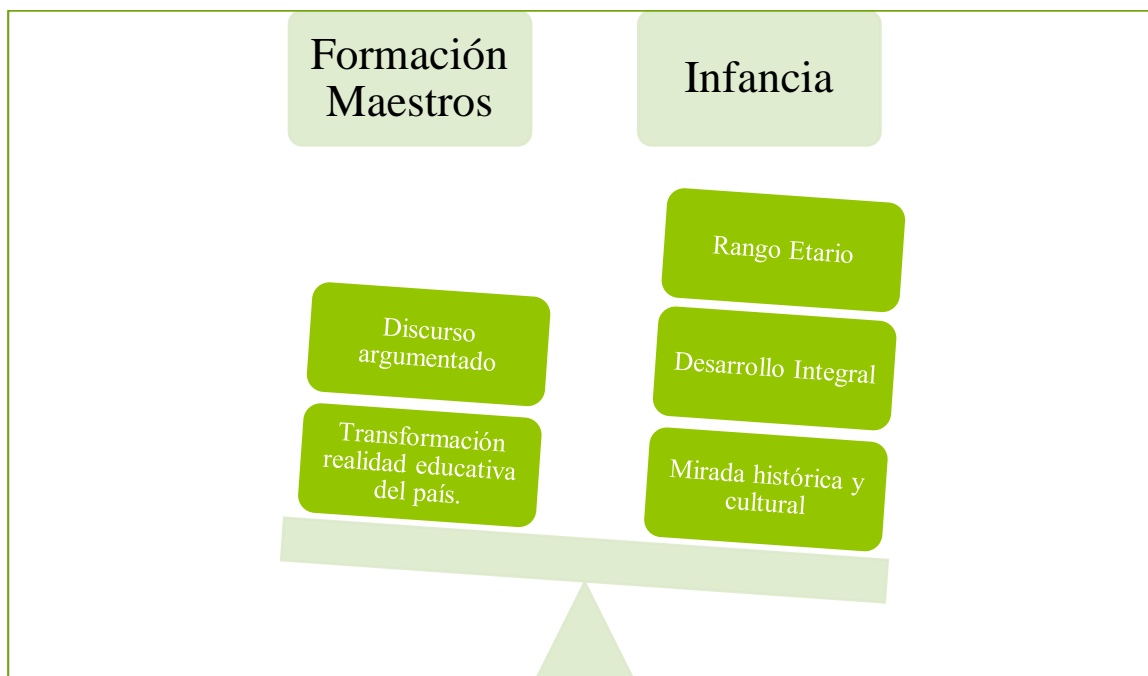 Formación
Maestros
Infancia
Rango Etario
Discurso
argumentado
Desarrollo Integral
Transformación
realidad educativa
del país.
Mirada histórica y
cultural